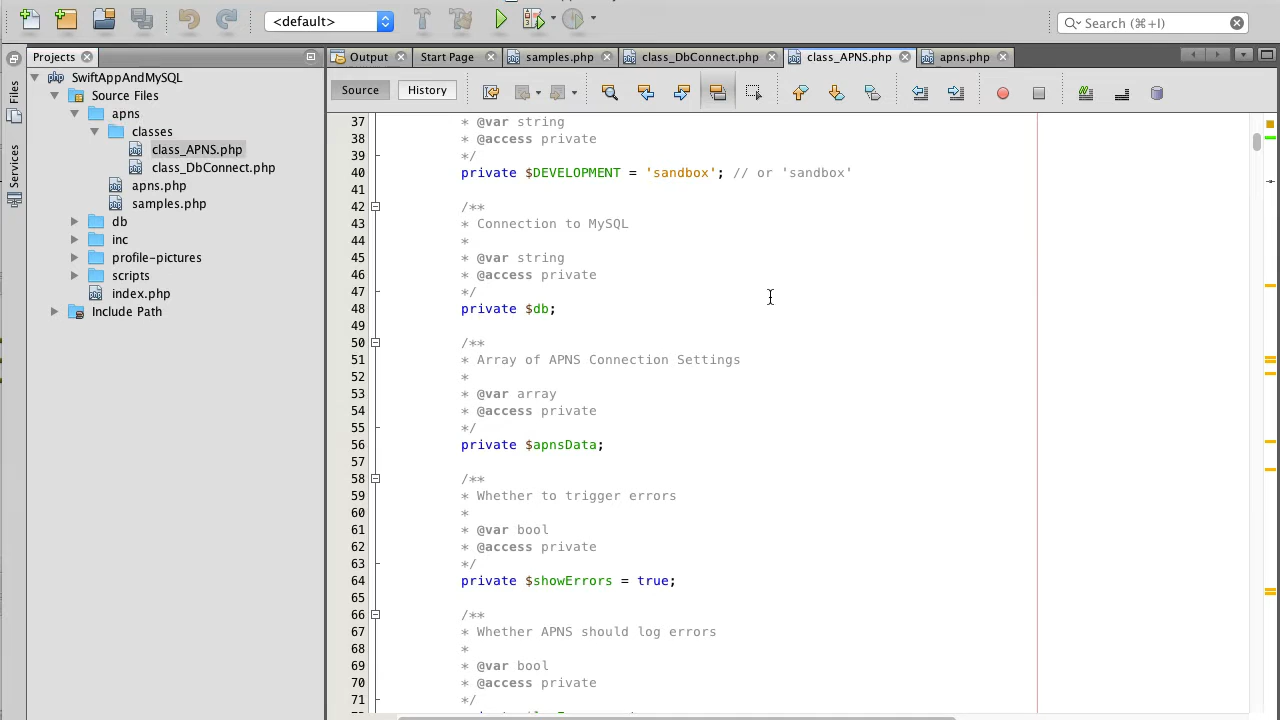 <default>
Search (⌘+I)
Projects
Output
Start Page
samples.php
class_DbConnect.php
class_APNS.php
apns.php
Files
Services
SwiftAppAndMySQL
Source Files
apns
classes
class_APNS.php
class_DbConnect.php
apns.php
samples.php
db
inc
profile-pictures
scripts
index.php
Include Path
Source
History
37 * @var string
38 * @access private
39 */
40 private $DEVELOPMENT = 'sandbox'; // or 'sandbox'
41
42 /**
43 * Connection to MySQL
44 *
45 * @var string
46 * @access private
47 */
48 private $db;
49
50 /**
51 * Array of APNS Connection Settings
52 *
53 * @var array
54 * @access private
55 */
56 private $apnsData;
57
58 /**
59 * Whether to trigger errors
60 *
61 * @var bool
62 * @access private
63 */
64 private $showErrors = true;
65
66 /**
67 * Whether APNS should log errors
68 *
69 * @var bool
70 * @access private
71 */